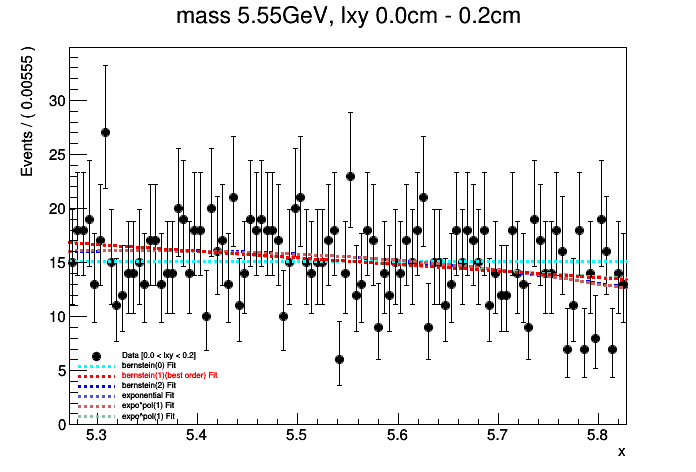 mass 5.55GeV, lxy 0.0cm - 0.2cm
Events / ( 0.00555 )
30
25
20
15
10
5
0
Data [0.0 < lxy < 0.2]
bernstein(0) Fit
bernstein(1)(best order) Fit
bernstein(2) Fit
exponential Fit
expo*pol(1) Fit
expo^pol(1) Fit
5.3 5.4 5.5 5.6 5.7 5.8
x